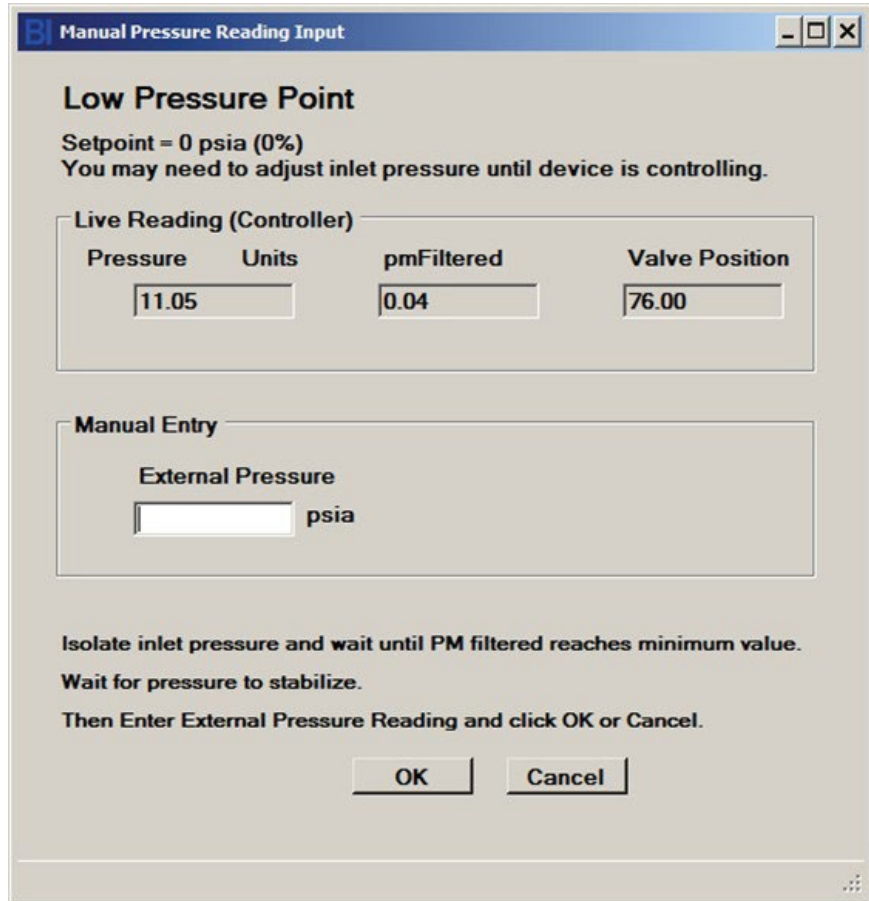 BI Manual Pressure Reading Input
Low Pressure Point
Setpoint = 0 psia (0%)
You may need to adjust inlet pressure until device is controlling.
Live Reading (Controller)
Pressure Units pmFiltered Valve Position
11.05 0.04 76.00
Manual Entry
External Pressure
psia
Isolate inlet pressure and wait until PM filtered reaches minimum value.
Wait for pressure to stabilize.
Then Enter External Pressure Reading and click OK or Cancel.
OK Cancel